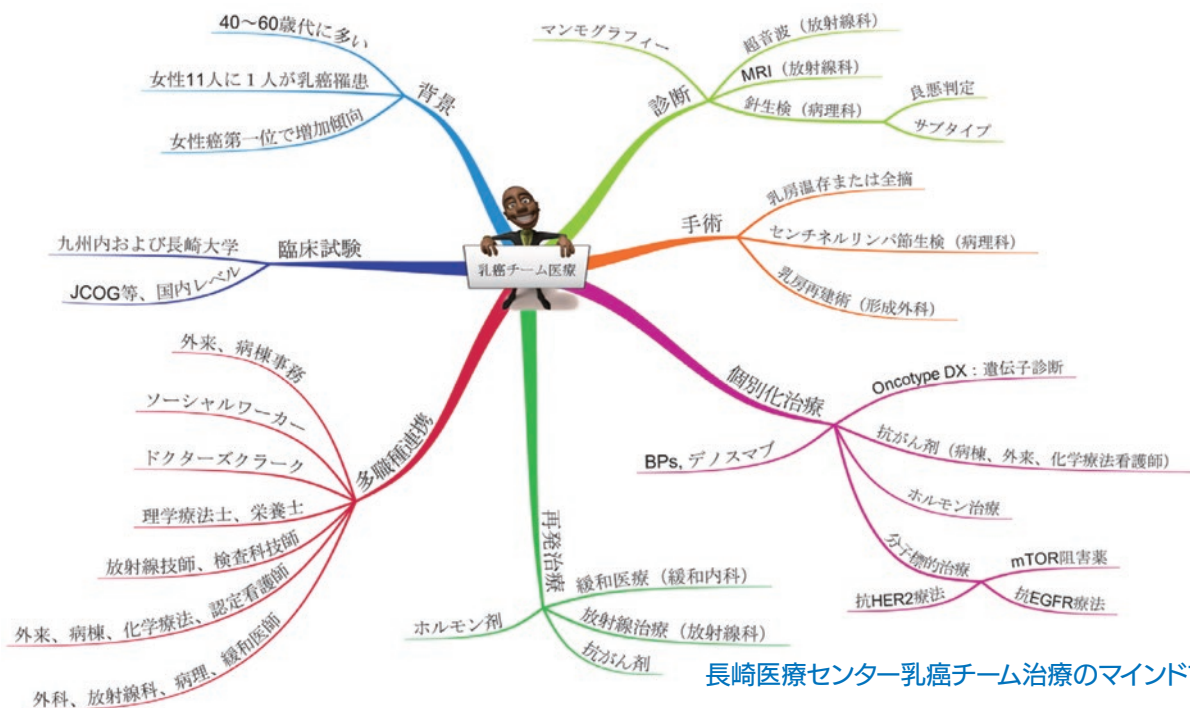 乳癌チーム医療
背景
40～60歳代に多い
女性11人に1人が乳癌罹患
女性癌第一位で増加傾向
診断
マンモグラフィー
超音波（放射線科）
MRI（放射線科）
針生検（病理科）
良悪判定
サブタイプ
手術
乳房温存または全摘
センチネルリンパ節生検（病理科）
乳房再建術（形成外科）
個別化治療
Oncotype DX：遺伝子診断
抗がん剤（病棟、外来、化学療法看護師）
ホルモン治療
分子標的治療
mTOR阻害薬
抗EGFR療法
抗HER2療法
BPs, デノスマブ
再発治療
緩和医療（緩和内科）
放射線治療（放射線科）
抗がん剤
ホルモン剤
多職種連携
外来、病棟事務
ソーシャルワーカー
ドクターズクラーク
理学療法士、栄養士
放射線技師、検査科技師
外来、病棟、化学療法、認定看護師
外科、放射線科、病理、緩和医師
臨床試験
九州内および長崎大学
JCOG等、国内レベル
長崎医療センター乳癌チーム治療のマインド